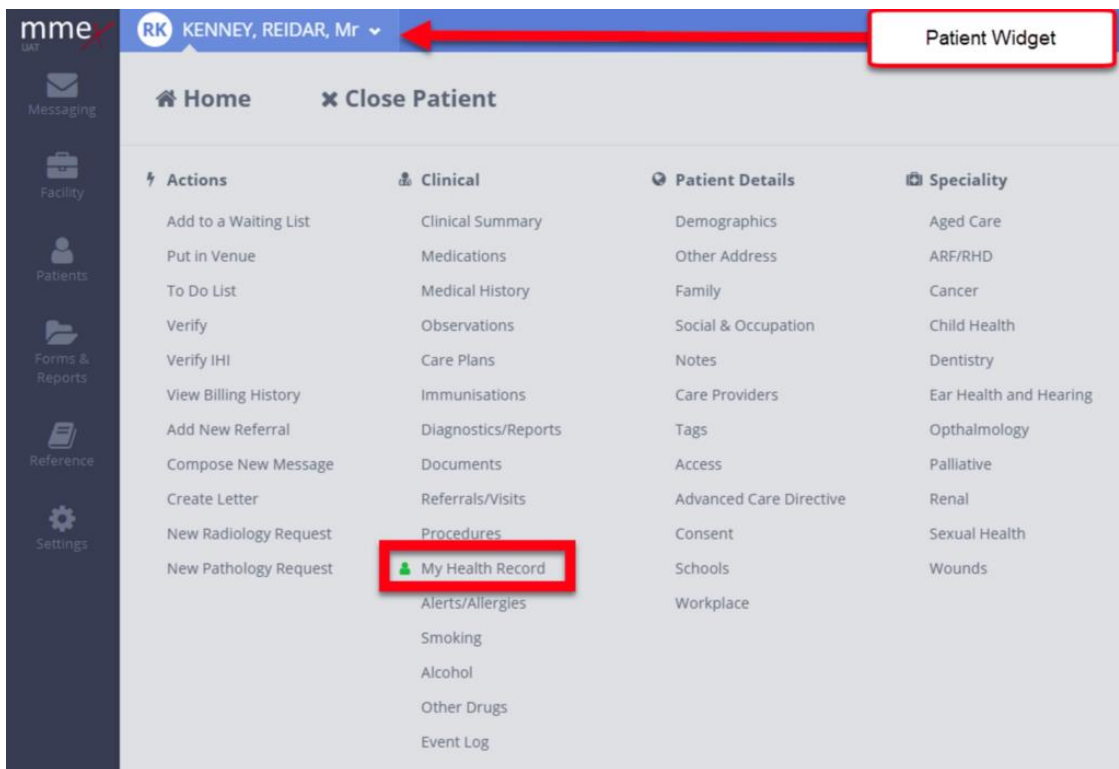 mmex
UAT
RK KENNEY, REIDAR, Mr
Patient Widget
Messaging
Facility
Patients
Forms &
Reports
Reference
Settings
Home
Close Patient
Actions
Add to a Waiting List
Put in Venue
To Do List
Verify
Verify IHI
View Billing History
Add New Referral
Compose New Message
Create Letter
New Radiology Request
New Pathology Request
Clinical
Clinical Summary
Medications
Medical History
Observations
Care Plans
Immunisations
Diagnostics/Reports
Documents
Referrals/Visits
Procedures
My Health Record
Alerts/Allergies
Smoking
Alcohol
Other Drugs
Event Log
Patient Details
Demographics
Other Address
Family
Social & Occupation
Notes
Care Providers
Tags
Access
Advanced Care Directive
Consent
Schools
Workplace
Speciality
Aged Care
ARF/RHD
Cancer
Child Health
Dentistry
Ear Health and Hearing
Opthalmology
Palliative
Renal
Sexual Health
Wounds